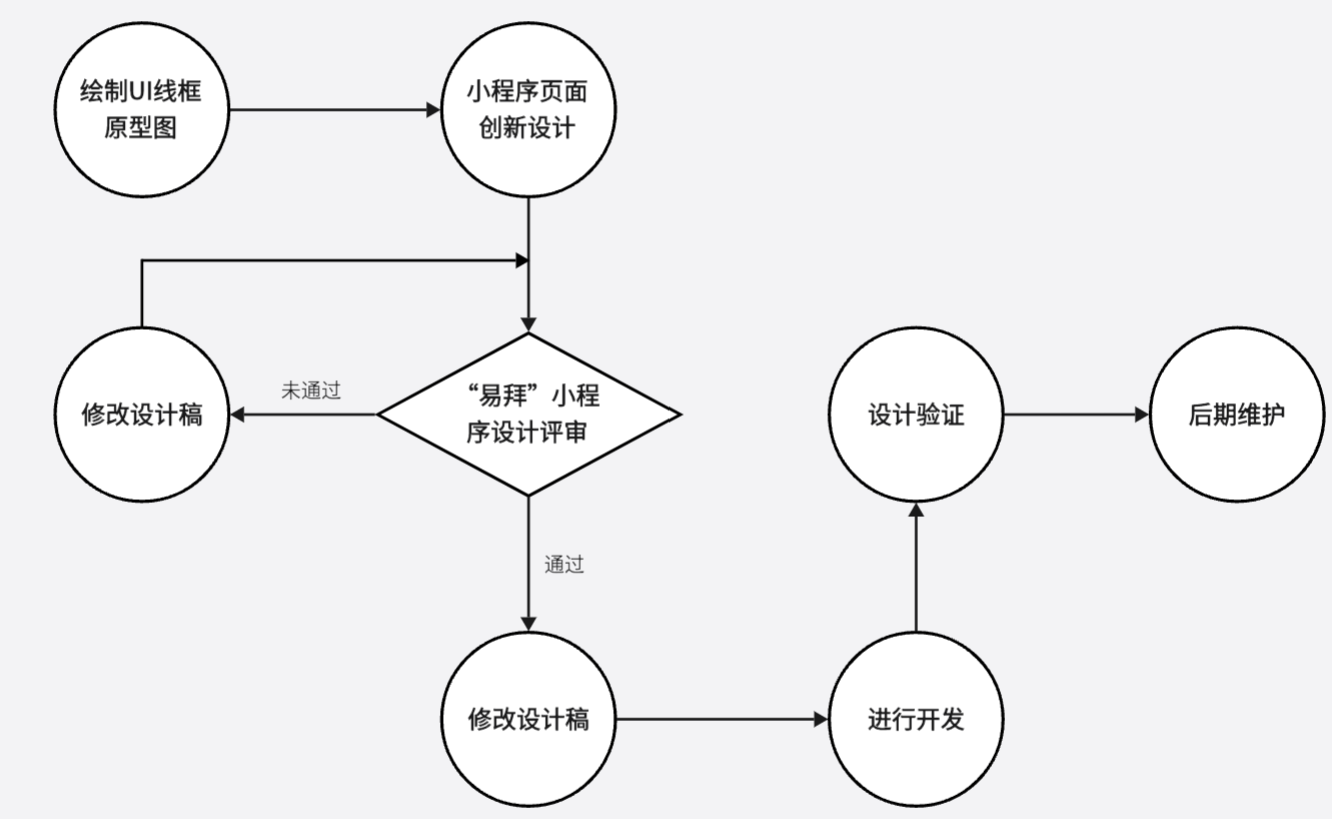 绘制UI线框
原型图
小程序页面
创新设计
未通过
修改设计稿
“易拜”小程
序设计评审
设计验证
后期维护
通过
修改设计稿
进行开发